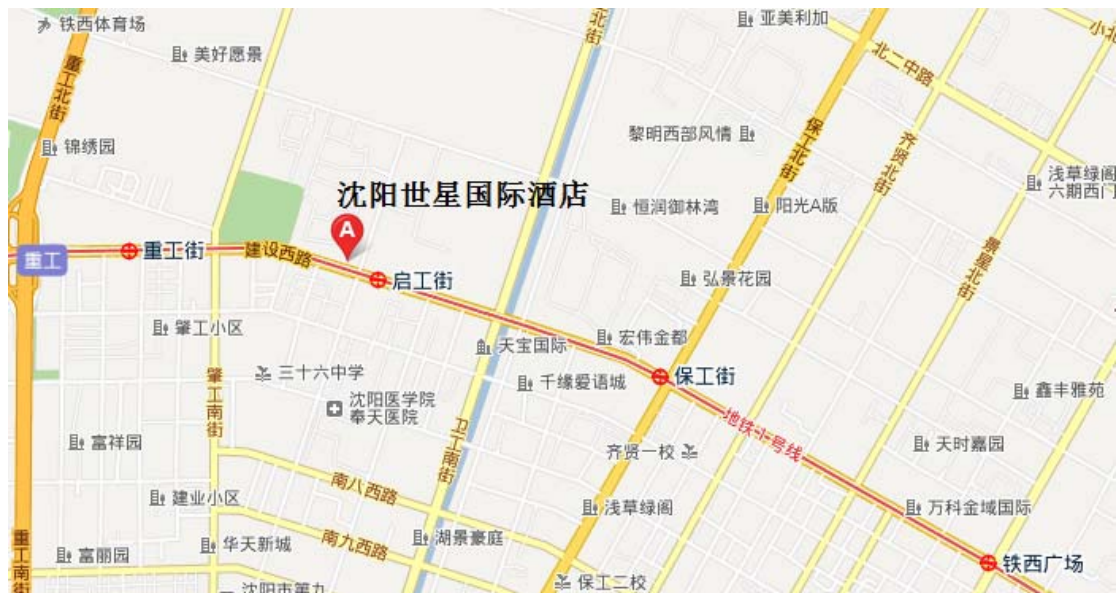 铁西体育场
美好愿景
亚美利加
重工北街
北二中路
锦绣园
黎明西部风情
保工北街
齐贤北街
浅草绿阁
六期西门
沈阳世星国际酒店
恒润御林湾
阳光A版
A
重工
重工街
建设西路
启工街
弘景花园
景星北街
肇工小区
天宝国际
宏伟金都
三十六中学
千缘爱语城
保工街
鑫丰雅苑
沈阳医学院
奉天医院
肇工南街
地铁一号线
富祥园
卫工南街
齐贤一校
天时嘉园
南八西路
建业小区
浅草绿阁
万科金域国际
重工南街
富丽园
华天新城
南九西路
湖景豪庭
铁西广场
沈阳市第九
保工二校